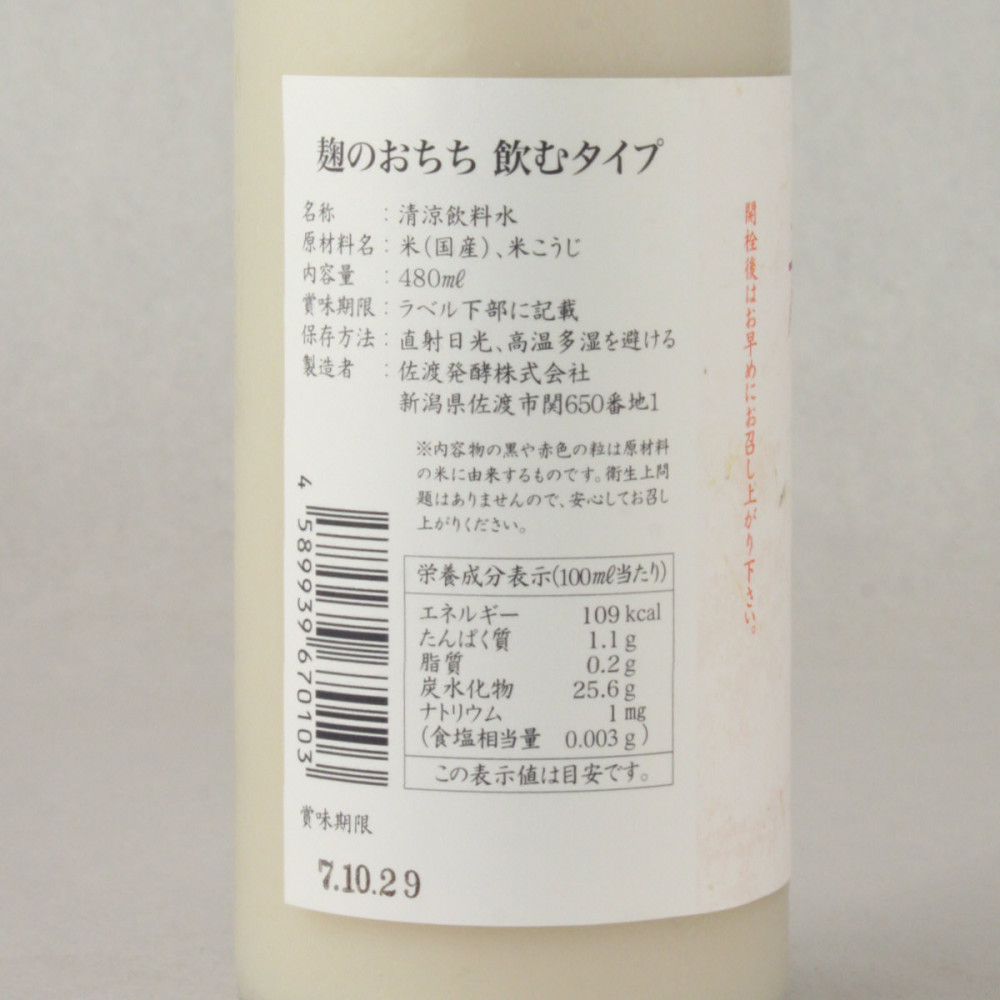 麹のおちち 飲むタイプ
名称 : 清涼飲料水
原材料名 : 米(国産)、米こうじ
内容量 : 480㎖
賞味期限 : ラベル下部に記載
保存方法 : 直射日光、高温多湿を避ける
製造者 : 佐渡発酵株式会社
新潟県佐渡市関650番地1
※内容物の黒や赤色の粒は原材料
の米に由来するものです。衛生上問
題はありませんので、安心してお召し
上がりください。
栄養成分表示(100㎖当たり)
エネルギー 109kcal
たんぱく質 1.1g
脂質 0.2g
炭水化物 25.6g
ナトリウム 1mg
(食塩相当量 0.003g)
この表示値は目安です。
4 589939 670103
賞味期限
7.10.29
開栓後はお早めにお召し上がり下さい。